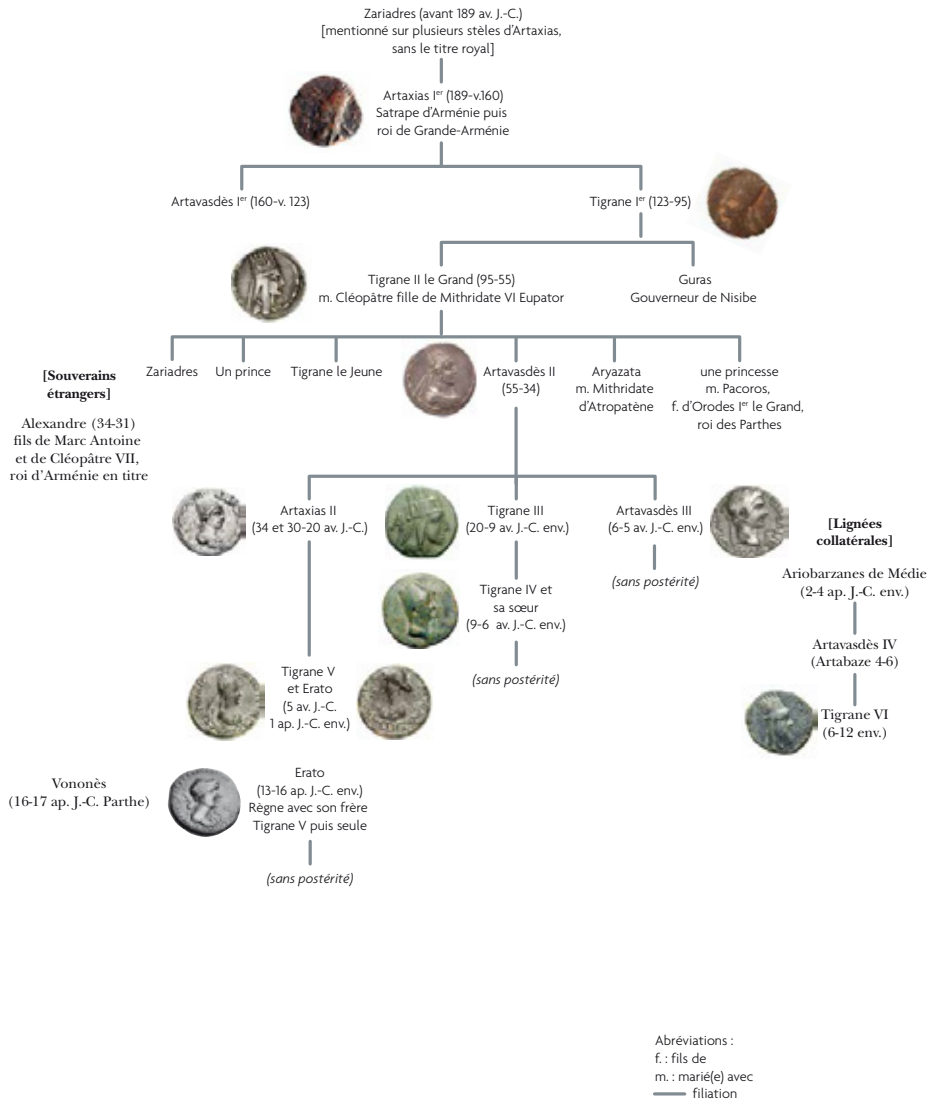 Zariadres (avant 189 av. J.-C.)
[mentionné sur plusieurs stèles d'Artaxias,
sans le titre royal]
Artaxias Ier (189-v.160)
Satrape d'Arménie puis
roi de Grande-Arménie
Artavasdès Ier (160-v. 123)
Tigrane Ier (123-95)
Tigrane II le Grand (95-55)
m. Cléopâtre fille de Mithridate VI Eupator
Guras
Gouverneur de Nisibe
[Souverains
étrangers]
Alexandre (34-31)
fils de Marc Antoine
et de Cléopâtre VII,
roi d'Arménie en titre
Zariadres
Un prince
Tigrane le Jeune
Artavasdès II
(55-34)
Aryazata
m. Mithridate
d'Atropatène
une princesse
m. Pacoros,
f. d'Orodes Ier le Grand,
roi des Parthes
Artaxias II
(34 et 30-20 av. J.-C.)
Tigrane III
(20-9 av. J.-C. env.)
Artavasdès III
(6-5 av. J.-C. env.)
(sans postérité)
[Lignées
collatérales]
Ariobarzanes de Médie
(2-4 ap. J.-C. env.)
Artavasdès IV
(Artabaze 4-6)
Tigrane VI
(6-12 env.)
Tigrane IV et
sa sœur
(9-6 av. J.-C. env.)
(sans postérité)
Tigrane V
et Erato
(5 av. J.-C.
1 ap. J.-C. env.)
Vononès
(16-17 ap. J.-C. Parthe)
Erato
(13-16 ap. J.-C. env.)
Règne avec son frère
Tigrane V puis seule
(sans postérité)
Abréviations :
f. : fils de
m. : marié(e) avec
filiation